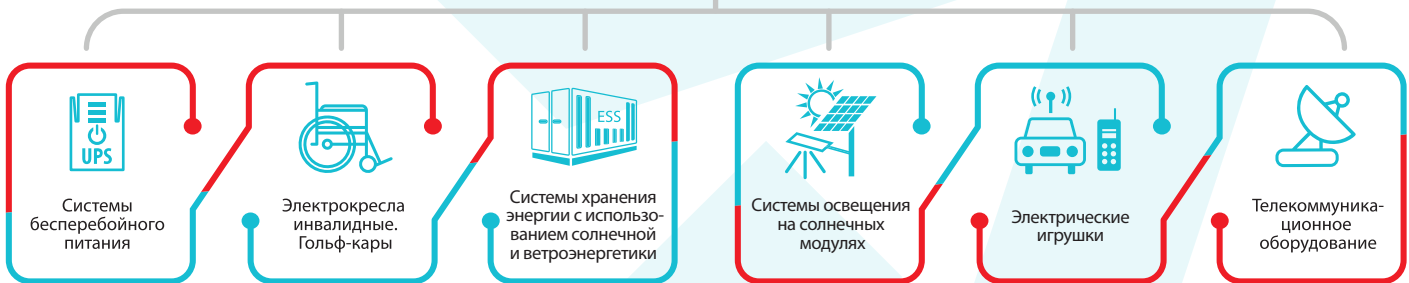 UPS
Системы
бесперебойного
питания
Электрокресла
инвалидные.
Гольф-кары
ESS
Системы хранения
энергии с использо-
ванием солнечной
и ветроэнергетики
Системы освещения
на солнечных
модулях
Электрические
игрушки
Телекоммуника-
ционное
оборудование